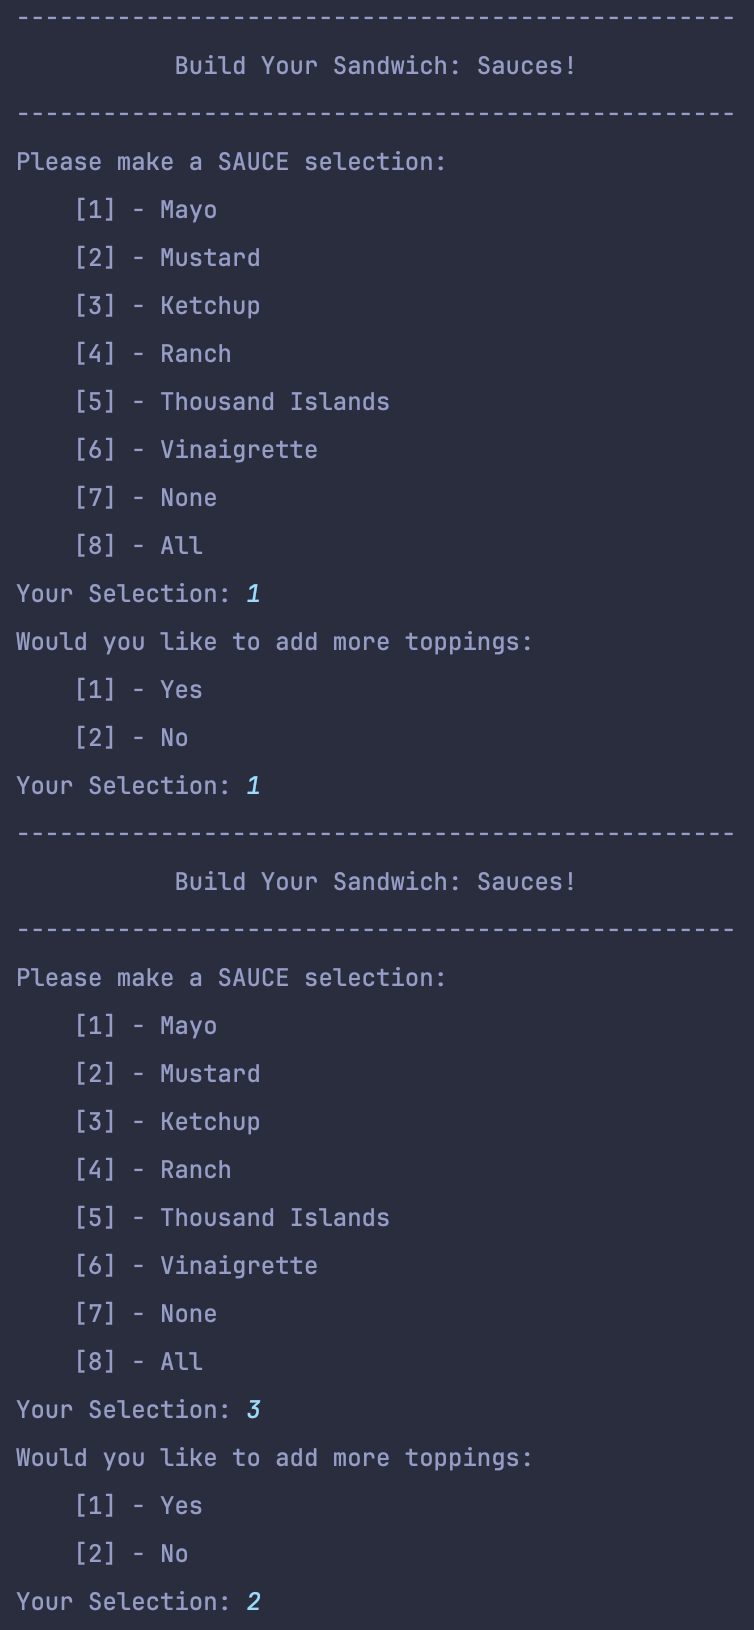 --------------------------------------------------
Build Your Sandwich: Sauces!
--------------------------------------------------
Please make a SAUCE selection:
[1] - Mayo
[2] - Mustard
[3] - Ketchup
[4] - Ranch
[5] - Thousand Islands
[6] - Vinaigrette
[7] - None
[8] - All
Your Selection: 1
Would you like to add more toppings:
[1] - Yes
[2] - No
Your Selection: 1
--------------------------------------------------
Build Your Sandwich: Sauces!
--------------------------------------------------
Please make a SAUCE selection:
[1] - Mayo
[2] - Mustard
[3] - Ketchup
[4] - Ranch
[5] - Thousand Islands
[6] - Vinaigrette
[7] - None
[8] - All
Your Selection: 3
Would you like to add more toppings:
[1] - Yes
[2] - No
Your Selection: 2